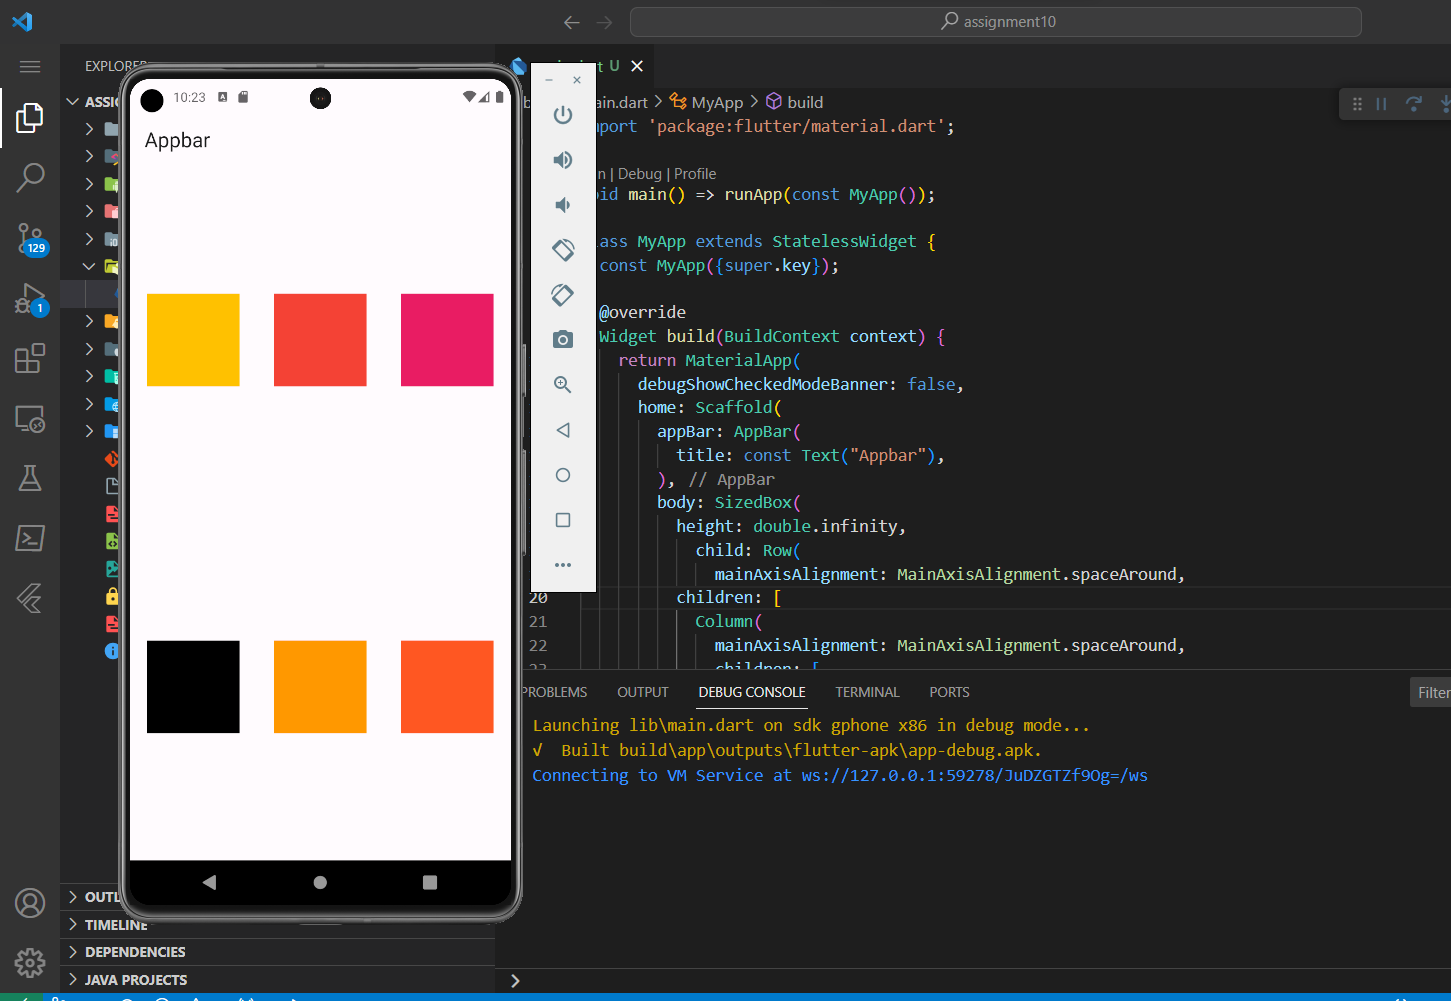 assignment10
EXPLORER
U
10:23
A
Appbar
ain.dart > MyApp > build
port 'package:flutter/material.dart';
n | Debug | Profile
id main() => runApp(const MyApp());
ass MyApp extends StatelessWidget {
const MyApp({super.key});
@override
Widget build(BuildContext context) {
return MaterialApp(
debugShowCheckedModeBanner: false,
home: Scaffold(
appBar: AppBar(
title: const Text("Appbar"),
), // AppBar
body: SizedBox(
height: double.infinity,
child: Row(
mainAxisAlignment: MainAxisAlignment.spaceAround,
20 children: [
21 Column(
22 mainAxisAlignment: MainAxisAlignment.spaceAround,
children: [
129
1
PROBLEMS OUTPUT DEBUG CONSOLE TERMINAL PORTS Filter
Launching lib\main.dart on sdk gphone x86 in debug mode...
√ Built build\app\outputs\flutter-apk\app-debug.apk.
Connecting to VM Service at ws://127.0.0.1:59278/JuDZGTZf9Og=/ws
OUTL
TIMELINE
DEPENDENCIES
JAVA PROJECTS